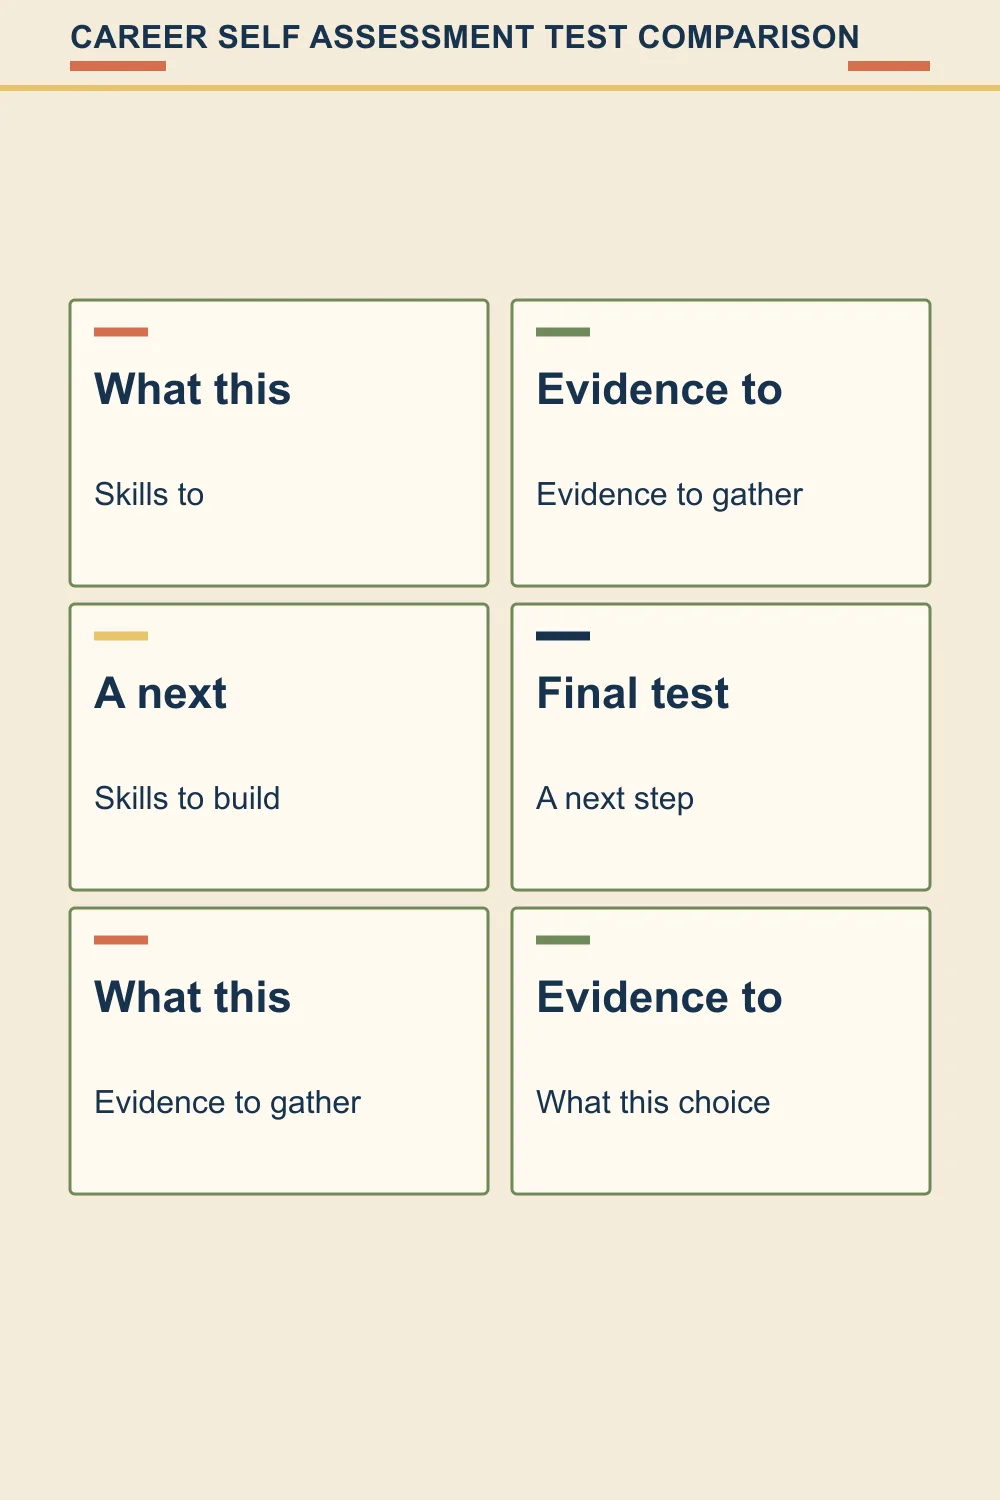 CAREER SELF ASSESSMENT TEST COMPARISON
What this
Skills to
Evidence to
Evidence to gather
A next
Skills to build
Final test
A next step
What this
Evidence to gather
Evidence to
What this choice